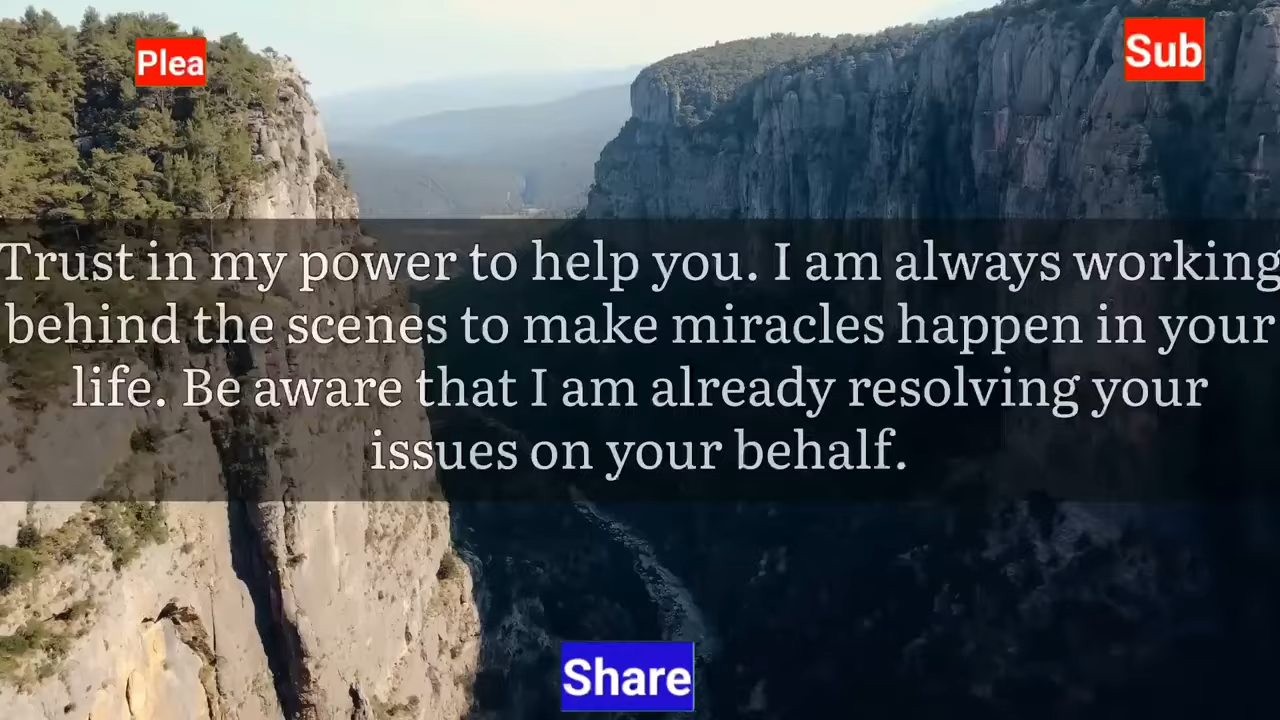 Plea
Sub
Trust in my power to help you. I am always working
behind the scenes to make miracles happen in your
life. Be aware that I am already resolving your
issues on your behalf.
Share